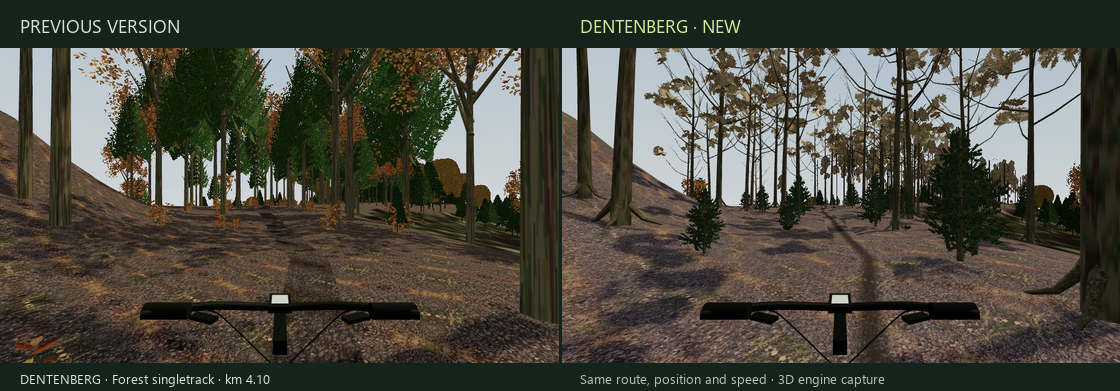 PREVIOUS VERSION
DENTENBERG · NEW
DENTENBERG · Forest singletrack · km 4.10
Same route, position and speed · 3D engine capture